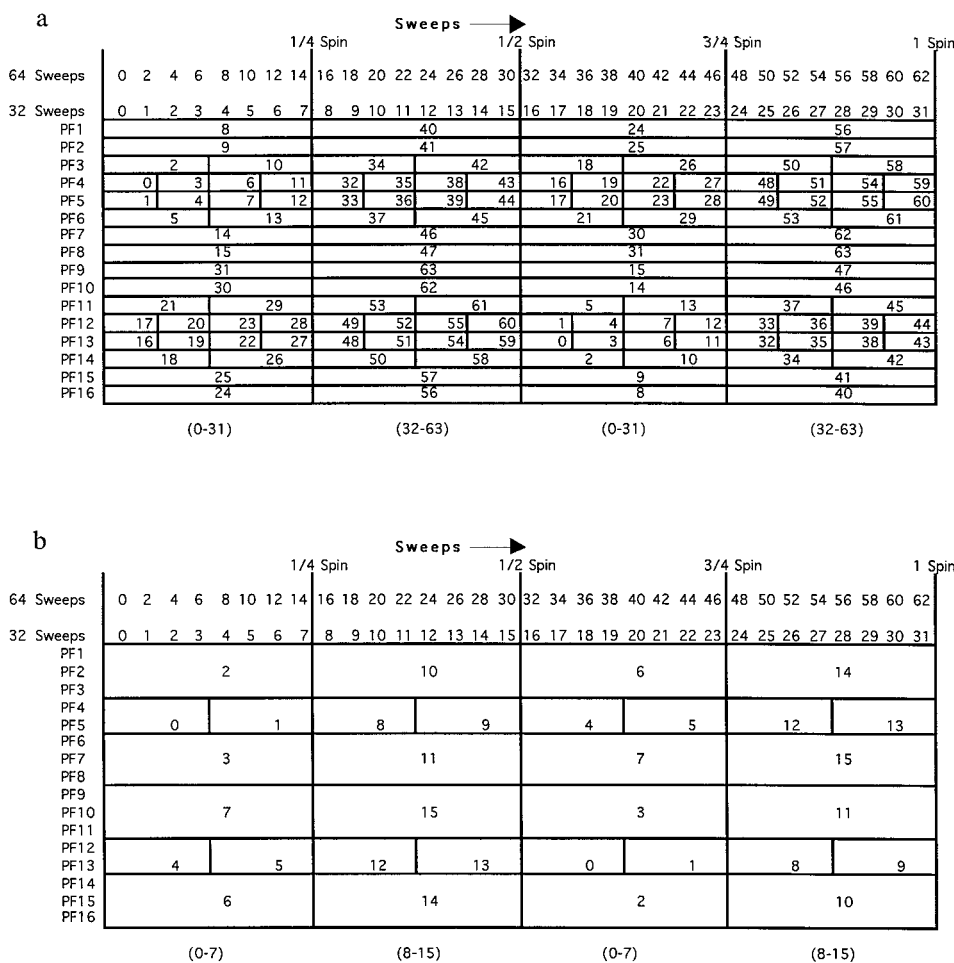 a
Sweeps
1/4 Spin 1/2 Spin 3/4 Spin 1 Spin
64 Sweeps 0 2 4 6 8 10 12 14 16 18 20 22 24 26 28 30 32 34 36 38 40 42 44 46 48 50 52 54 56 58 60 62
32 Sweeps 0 1 2 3 4 5 6 7 8 9 10 11 12 13 14 15 16 17 18 19 20 21 22 23 24 25 26 27 28 29 30 31
PF1 8 40 24 56
PF2 9 41 25 57
PF3 2 10 34 42 18 26 50 58
PF4 0 3 6 11 32 35 38 43 16 19 22 27 48 51 54 59
PF5 1 4 7 12 33 36 39 44 17 20 23 28 49 52 55 60
PF6 5 13 37 45 21 29 53 61
PF7 14 46 30 62
PF8 15 47 31 63
PF9 31 63 15 47
PF10 30 62 14 46
PF11 21 29 53 61 5 13 37 45
PF12 17 20 23 28 49 52 55 60 1 4 7 12 33 36 39 44
PF13 16 19 22 27 48 51 54 59 0 3 6 11 32 35 38 43
PF14 18 26 50 58 2 10 34 42
PF15 25 57 9 41
PF16 24 56 8 40
(0-31) (32-63) (0-31) (32-63)
b
Sweeps
1/4 Spin 1/2 Spin 3/4 Spin 1 Spin
64 Sweeps 0 2 4 6 8 10 12 14 16 18 20 22 24 26 28 30 32 34 36 38 40 42 44 46 48 50 52 54 56 58 60 62
32 Sweeps 0 1 2 3 4 5 6 7 8 9 10 11 12 13 14 15 16 17 18 19 20 21 22 23 24 25 26 27 28 29 30 31
PF1
PF2 2 10 6 14
PF3
PF4
PF5 0 1 8 9 4 5 12 13
PF6
PF7 3 11 7 15
PF8
PF9
PF10 7 15 3 11
PF11
PF12
PF13 4 5 12 13 0 1 8 9
PF14
PF15 6 14 2 10
PF16
(0-7) (8-15) (0-7) (8-15)